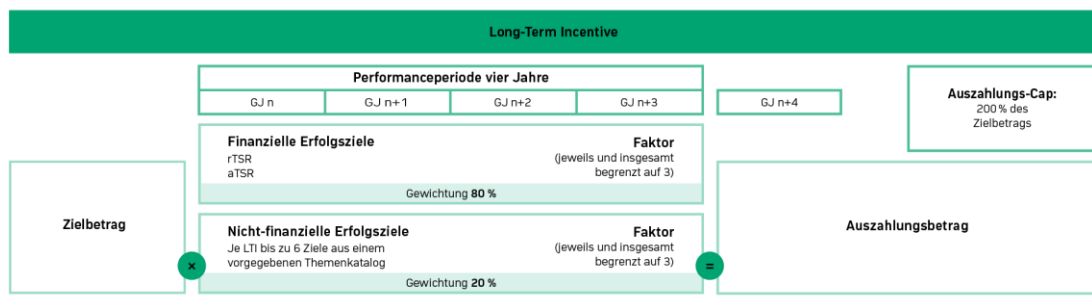 Long-Term Incentive
Performanceperiode vier Jahre
GJ n
GJ n+1
GJ n+2
GJ n+3
GJ n+4
Auszahlungs-Cap:
200 % des
Zielbetrags
Zielbetrag
×
Finanzielle Erfolgsziele
rTSR
aTSR
Faktor
(jeweils und insgesamt
begrenzt auf 3)
Gewichtung 80 %
Nicht-finanzielle Erfolgsziele
Je LTI bis zu 6 Ziele aus einem
vorgegebenen Themenkatalog
Faktor
(jeweils und insgesamt
begrenzt auf 3)
Gewichtung 20 %
=
Auszahlungsbetrag